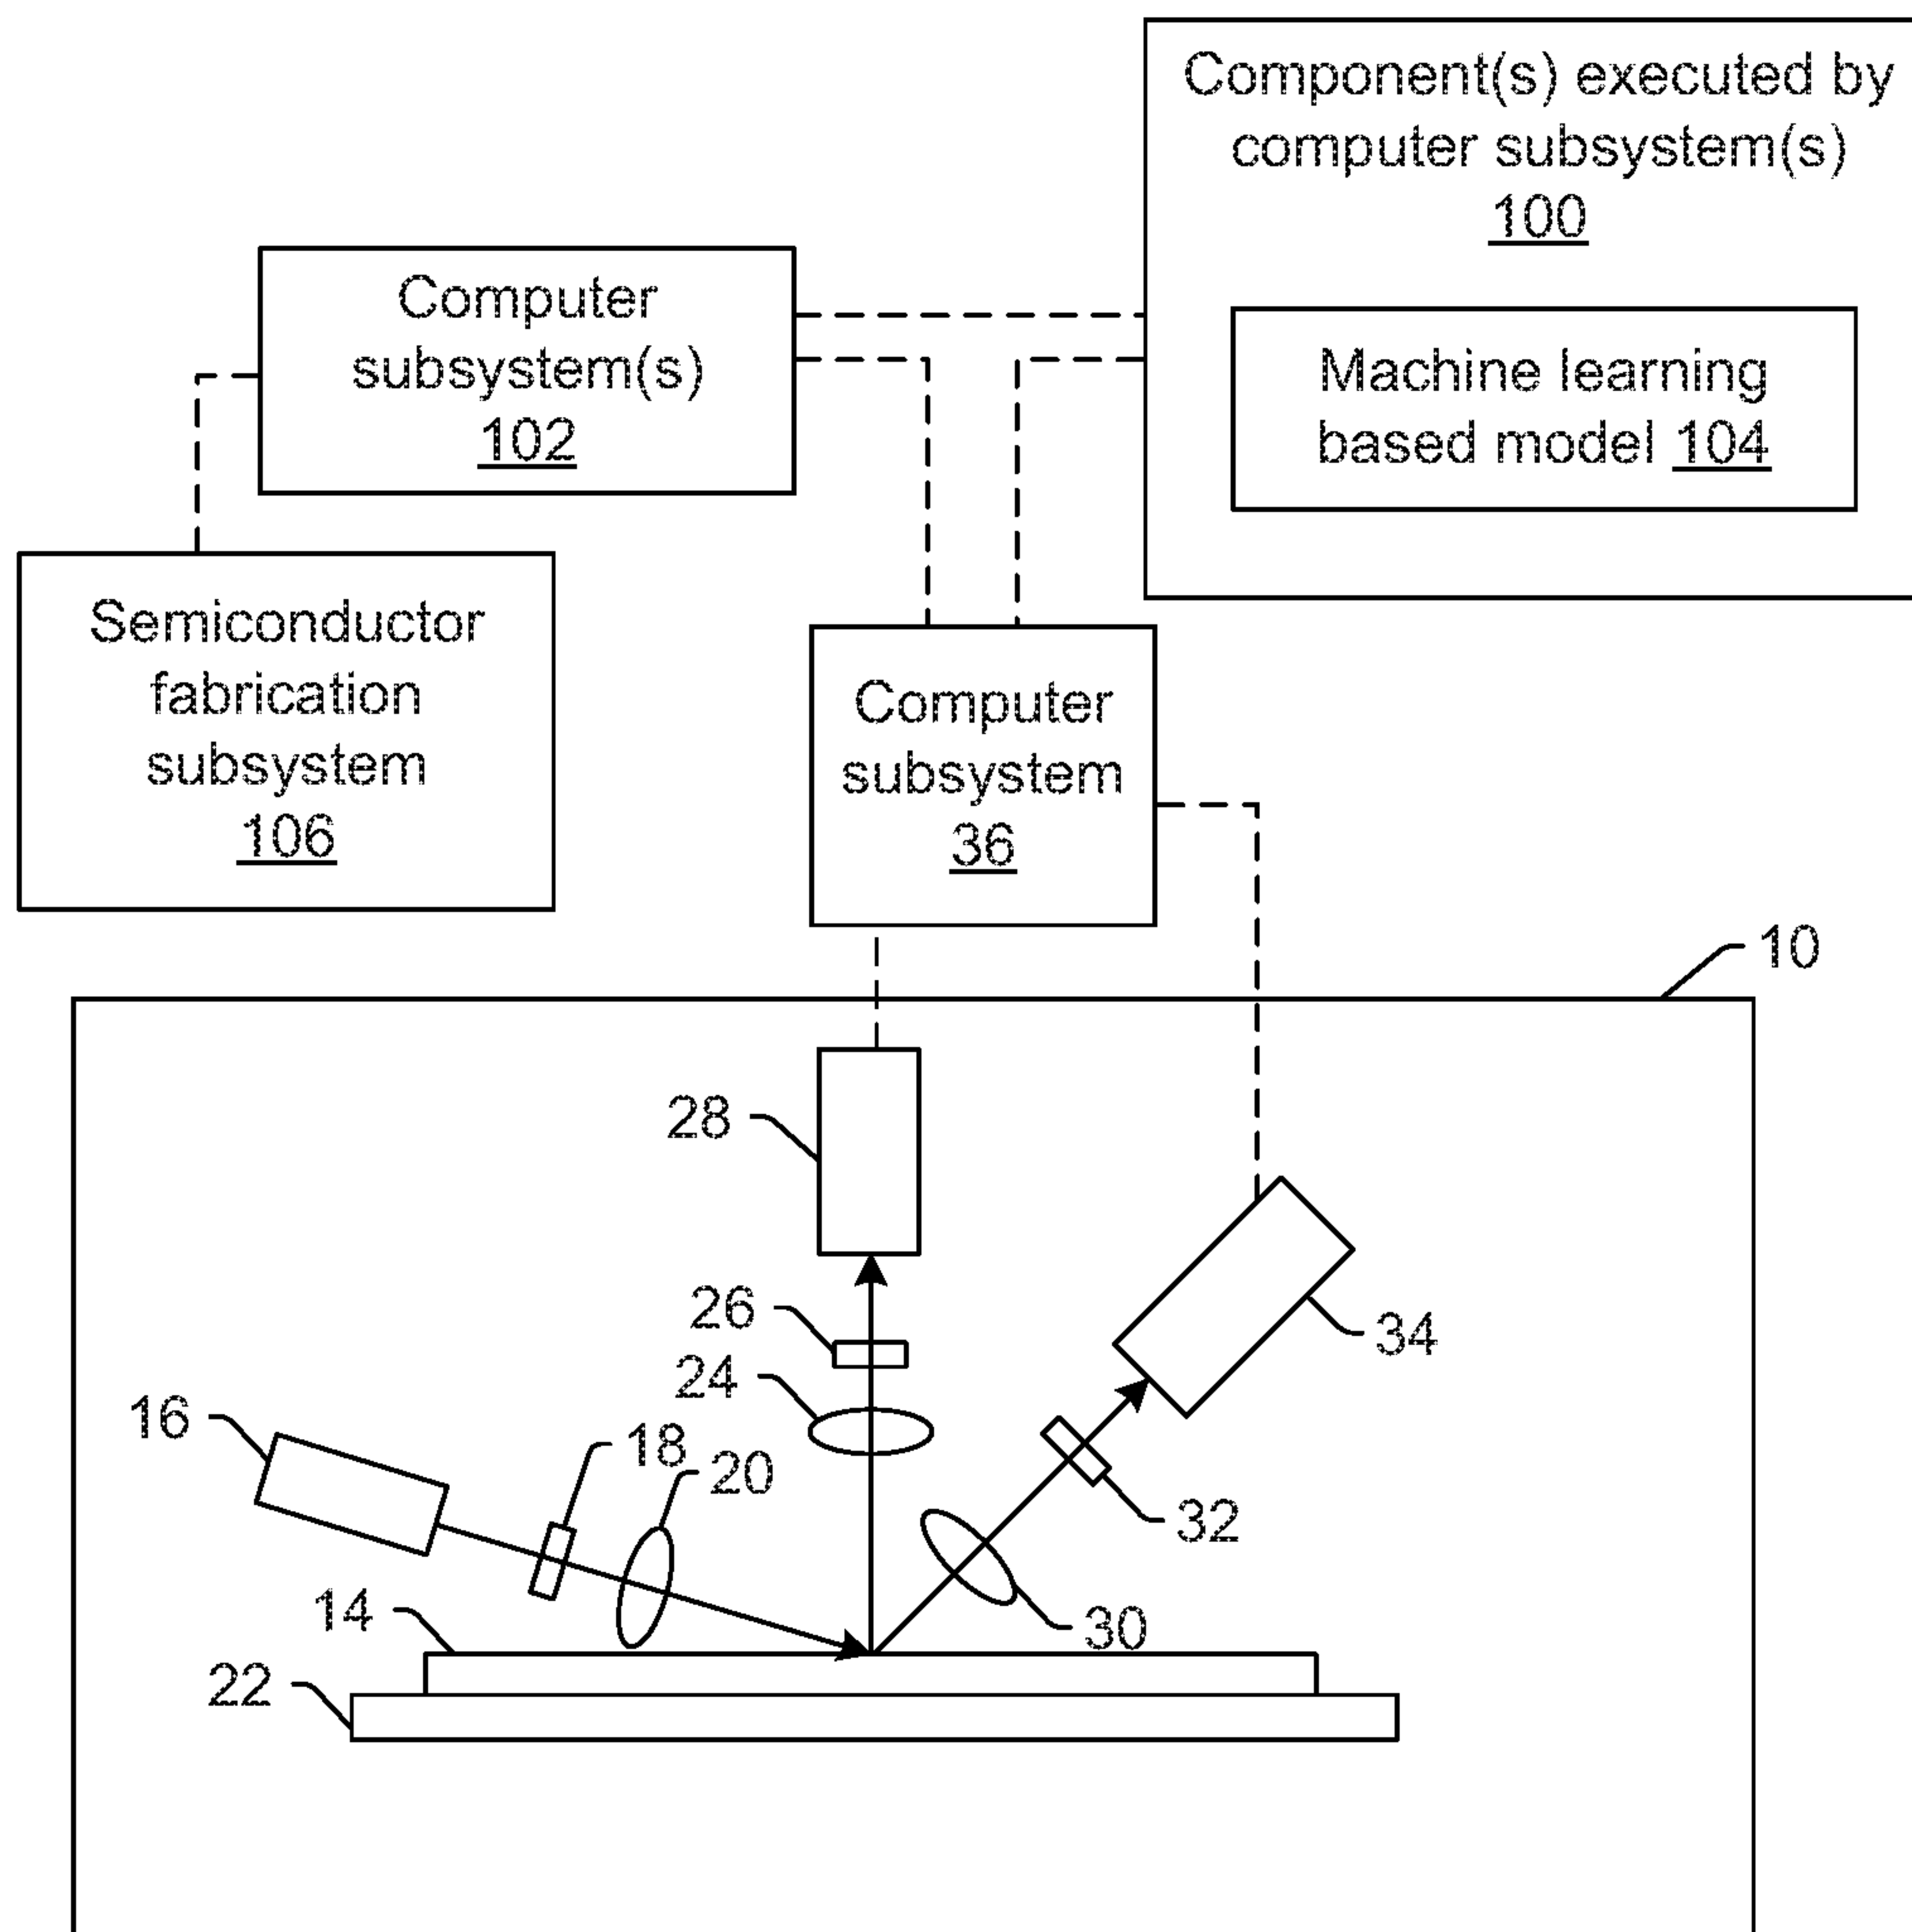 Component(s) executed by
computer subsystem(s)
100
Computer
subsystem(s)
102
Machine learning
based model 104
Semiconductor
fabrication
subsystem
106
Computer
subsystem
36
10
28
26
24
34
16
18
20
32
14
30
22